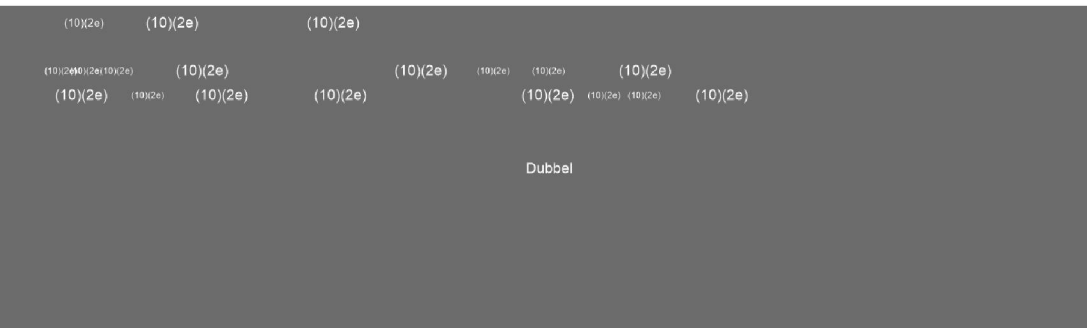 (10)(2e) (10)(2e) (10)(2e)
(10)(2e)(10)(2e)(10)(2e) (10)(2e) (10)(2e) (10)(2e) (10)(2e) (10)(2e)
(10)(2e) (10)(2e) (10)(2e) (10)(2e) (10)(2e) (10)(2e) (10)(2e) (10)(2e)
Dubbel